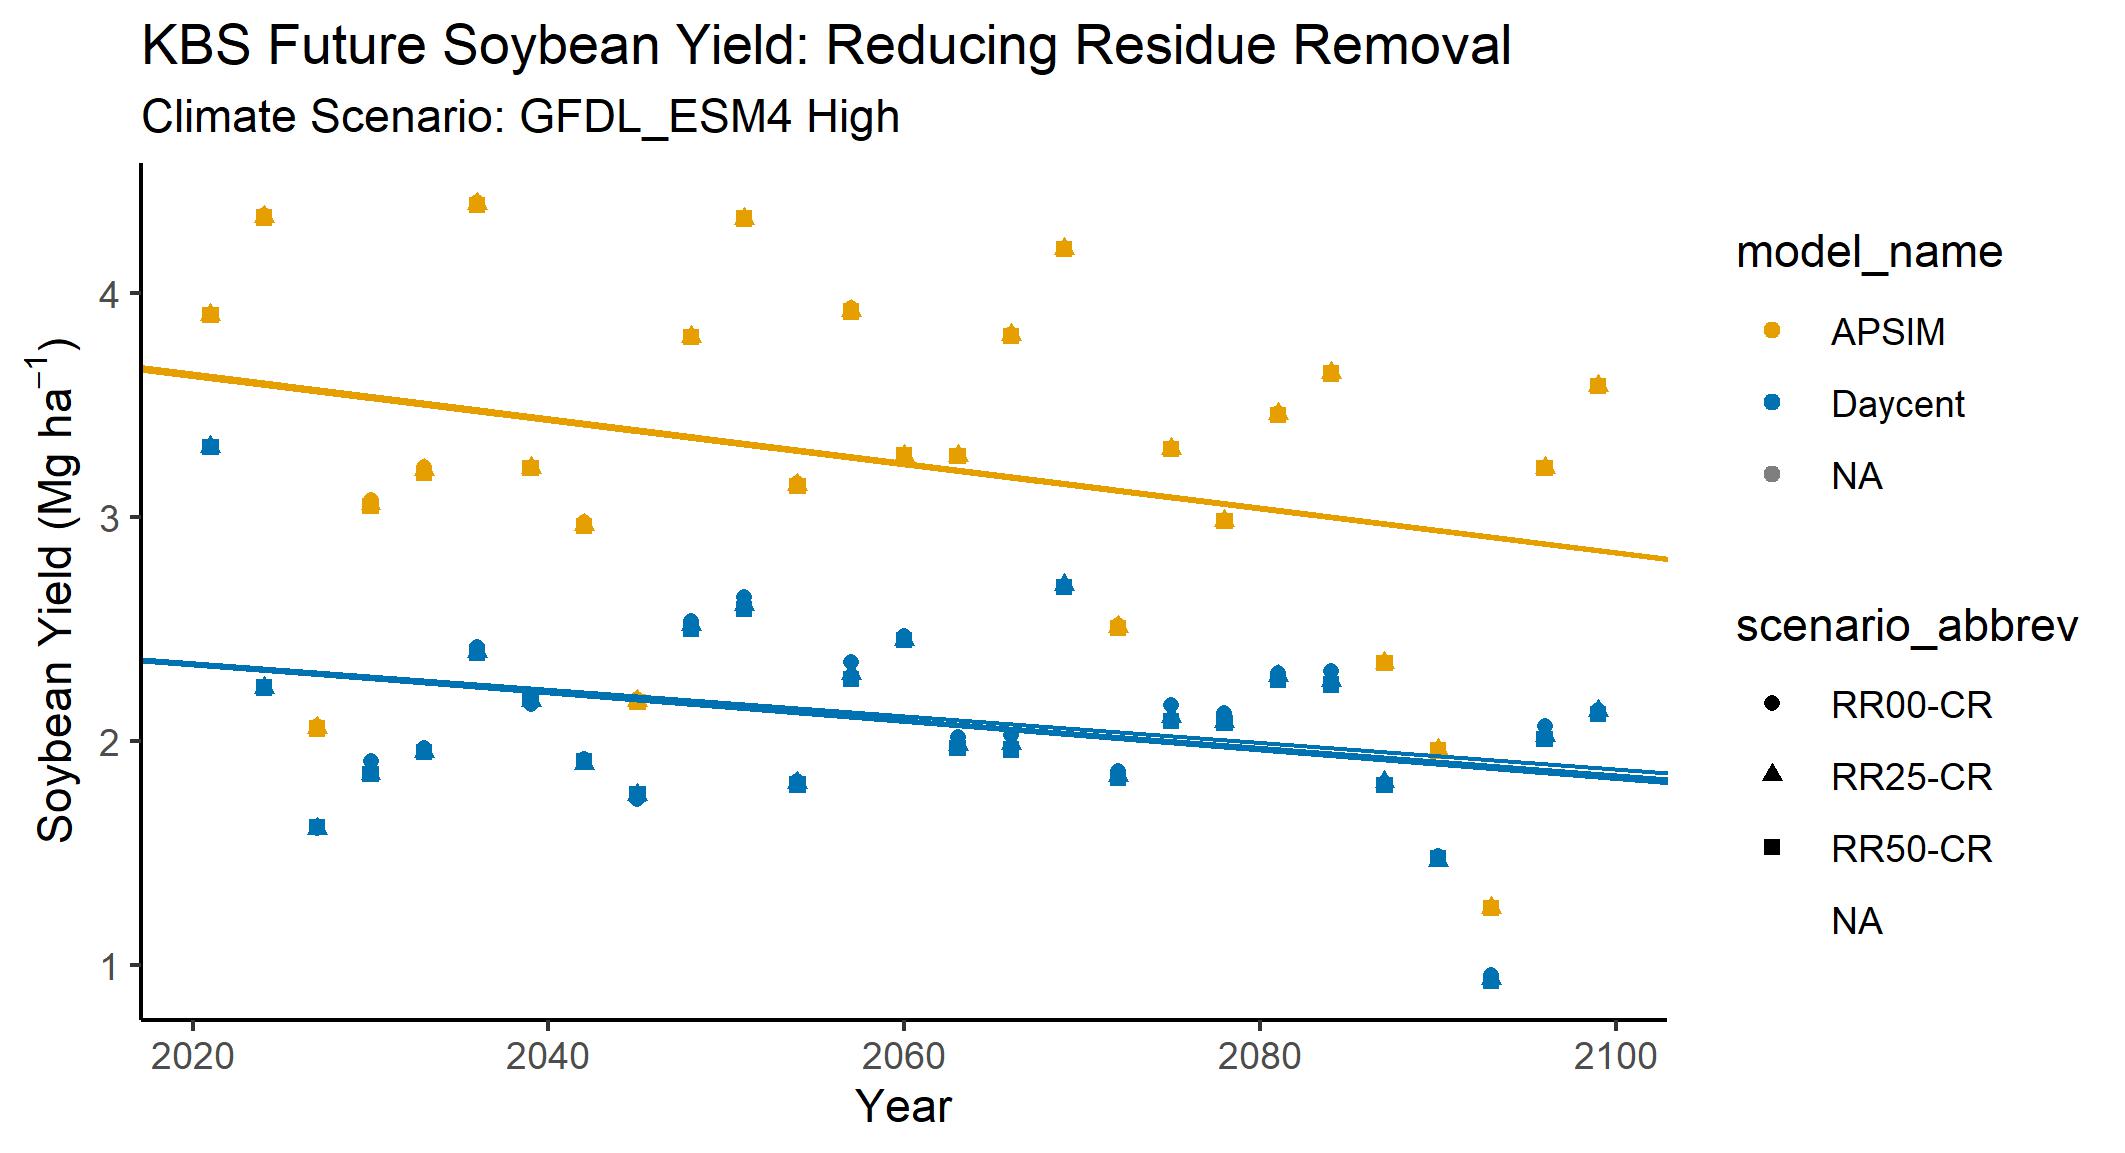 KBS Future Soybean Yield: Reducing Residue Removal
Climate Scenario: GFDL_ESM4 High
Soybean Yield (Mg ha⁻¹)
4
3
2
1
2020
2040
2060
2080
2100
Year
model_name
APSIM
Daycent
NA
scenario_abbrev
RR00-CR
RR25-CR
RR50-CR
NA